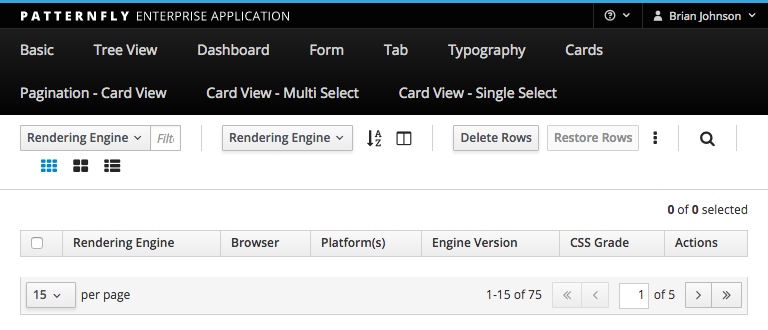 PATTERNFLY ENTERPRISE APPLICATION Brian Johnson
Basic Tree View Dashboard Form Tab Typography Cards
Pagination - Card View Card View - Multi Select Card View - Single Select
Rendering Engine Filt Rendering Engine Delete Rows Restore Rows
0 of 0 selected
Rendering Engine Browser Platform(s) Engine Version CSS Grade Actions
15 per page 1-15 of 75 1 of 5